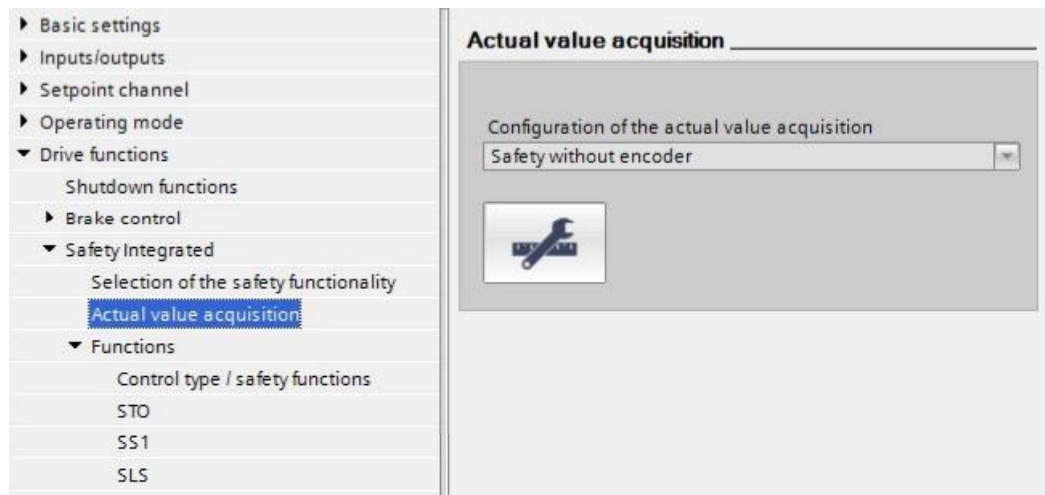 Basic settings
Inputs/outputs
Setpoint channel
Operating mode
Drive functions
Shutdown functions
Brake control
Safety Integrated
Selection of the safety functionality
Actual value acquisition
Functions
Control type / safety functions
STO
SS1
SLS
Actual value acquisition
Configuration of the actual value acquisition
Safety without encoder